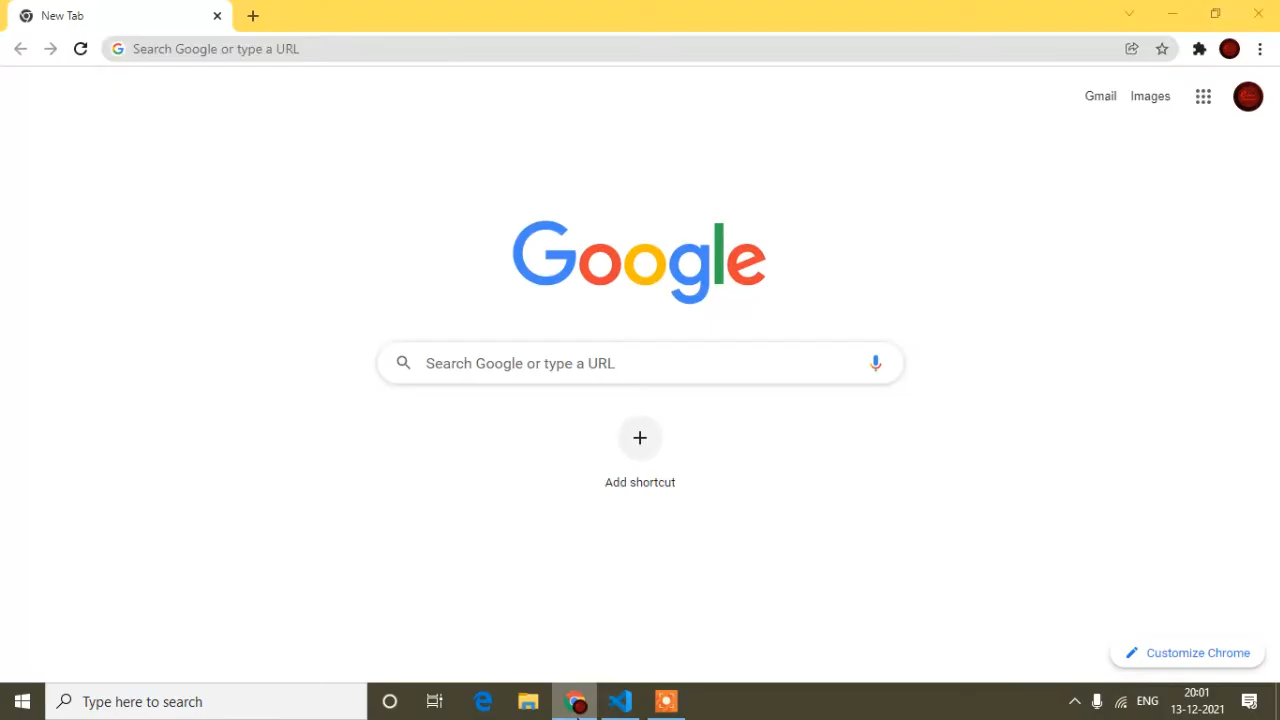 New Tab
Search Google or type a URL
Gmail Images
Google
Search Google or type a URL
Add shortcut
Customize Chrome
Type here to search
ENG
20:01
13-12-2021